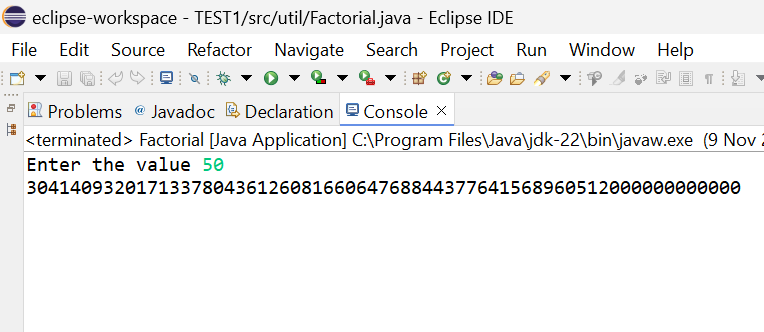 eclipse-workspace - TEST1/src/util/Factorial.java - Eclipse IDE
File Edit Source Refactor Navigate Search Project Run Window Help
Problems @ Javadoc Declaration Console ×
<terminated> Factorial [Java Application] C:\Program Files\Java\jdk-22\bin\javaw.exe (9 Nov 2
Enter the value 50
30414093201713378043612608166064768844377641568960512000000000000